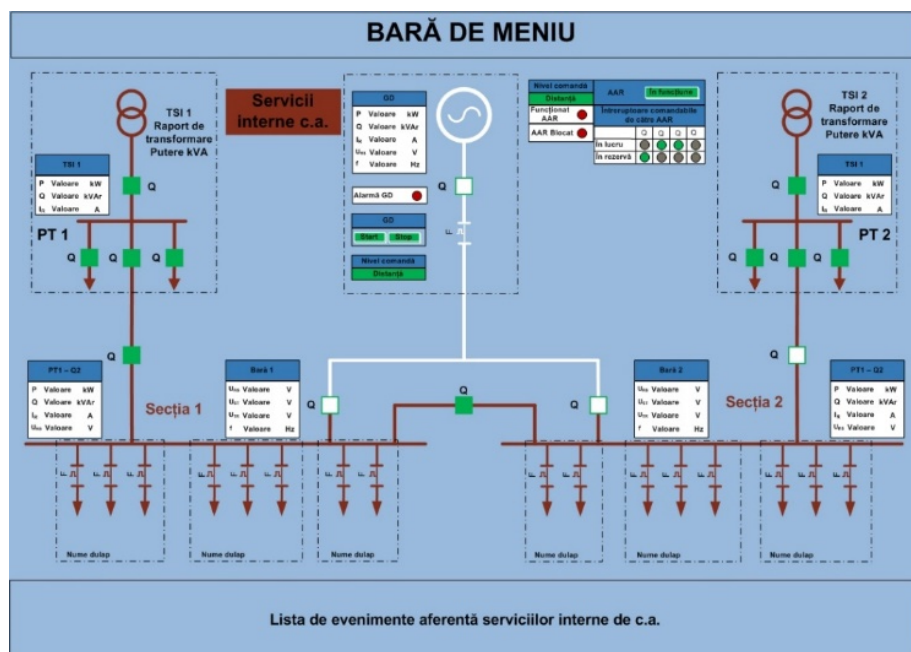 BARĂ DE MENIU
TSI 1
Raport de
transformare
Putere kVA
Servicii
interne c.a.
GD
P Valoare kW
Q Valoare kVAr
Valoare A
Valoare V
f Valoare Hz
Alarmă GD
GD
Start Stop
Nivel comandă
Distanță
Q
F
Nivel comandă
Distanță
Funcționat
AAR
AAR Blocat
AAR
În funcțiune
Întreruptoare comandabile
de către AAR
Q Q Q Q
În lucru
În rezervă
TSI 2
Raport de
transformare
Putere kVA
TSI 1
P Valoare kW
Q Valoare kVAr
Valoare A
Q
PT 1
Q Q Q
TSI 1
P Valoare kW
Q Valoare kVAr
Valoare A
Q
PT 2
Q Q Q
Q
Q
PT1 – Q2
P Valoare kW
Q Valoare kVAr
Valoare A
Valoare V
Secția 1
Bară 1
Valoare V
Valoare V
Valoare V
f Valoare Hz
Q
Q
Q
Bară 2
Valoare V
Valoare V
Valoare V
f Valoare Hz
Secția 2
PT1 – Q2
P Valoare kW
Q Valoare kVAr
Valoare A
Valoare V
F F F F F F F F F F F F F F
Nume dulap
Nume dulap
Nume dulap
Nume dulap
Nume dulap
Nume dulap
Lista de evenimente aferentă serviciilor interne de c.a.